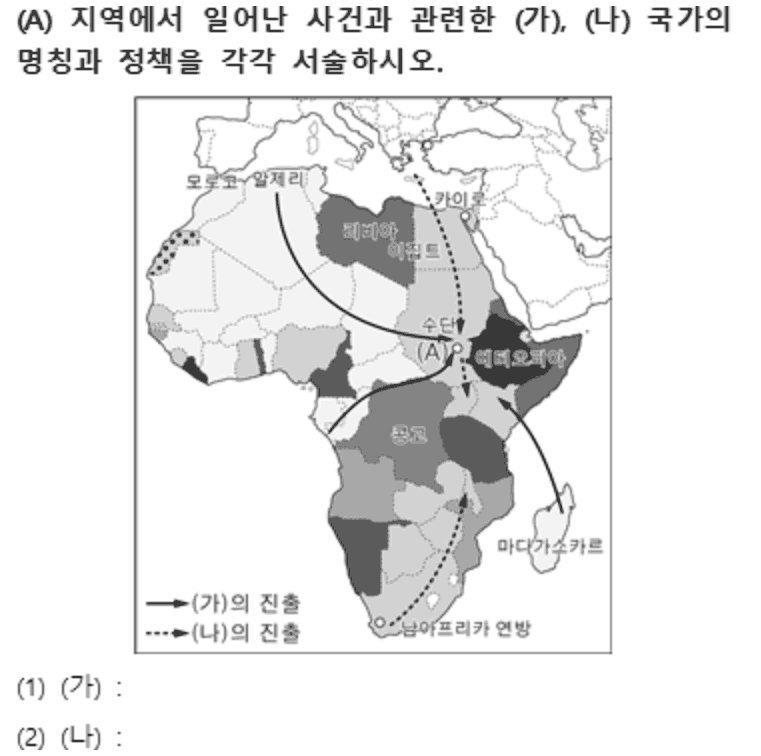 (A) 지역에서 일어난 사건과 관련한 (가), (나) 국가의
명칭과 정책을 각각 서술하시오.
모로코 알제리
카이로
리비아
이집트
수단
(A)
에티오피아
콩고
마다가스카르
(가)의 진출
(나)의 진출
남아프리카 연방
(1) (가) :
(2) (나) :